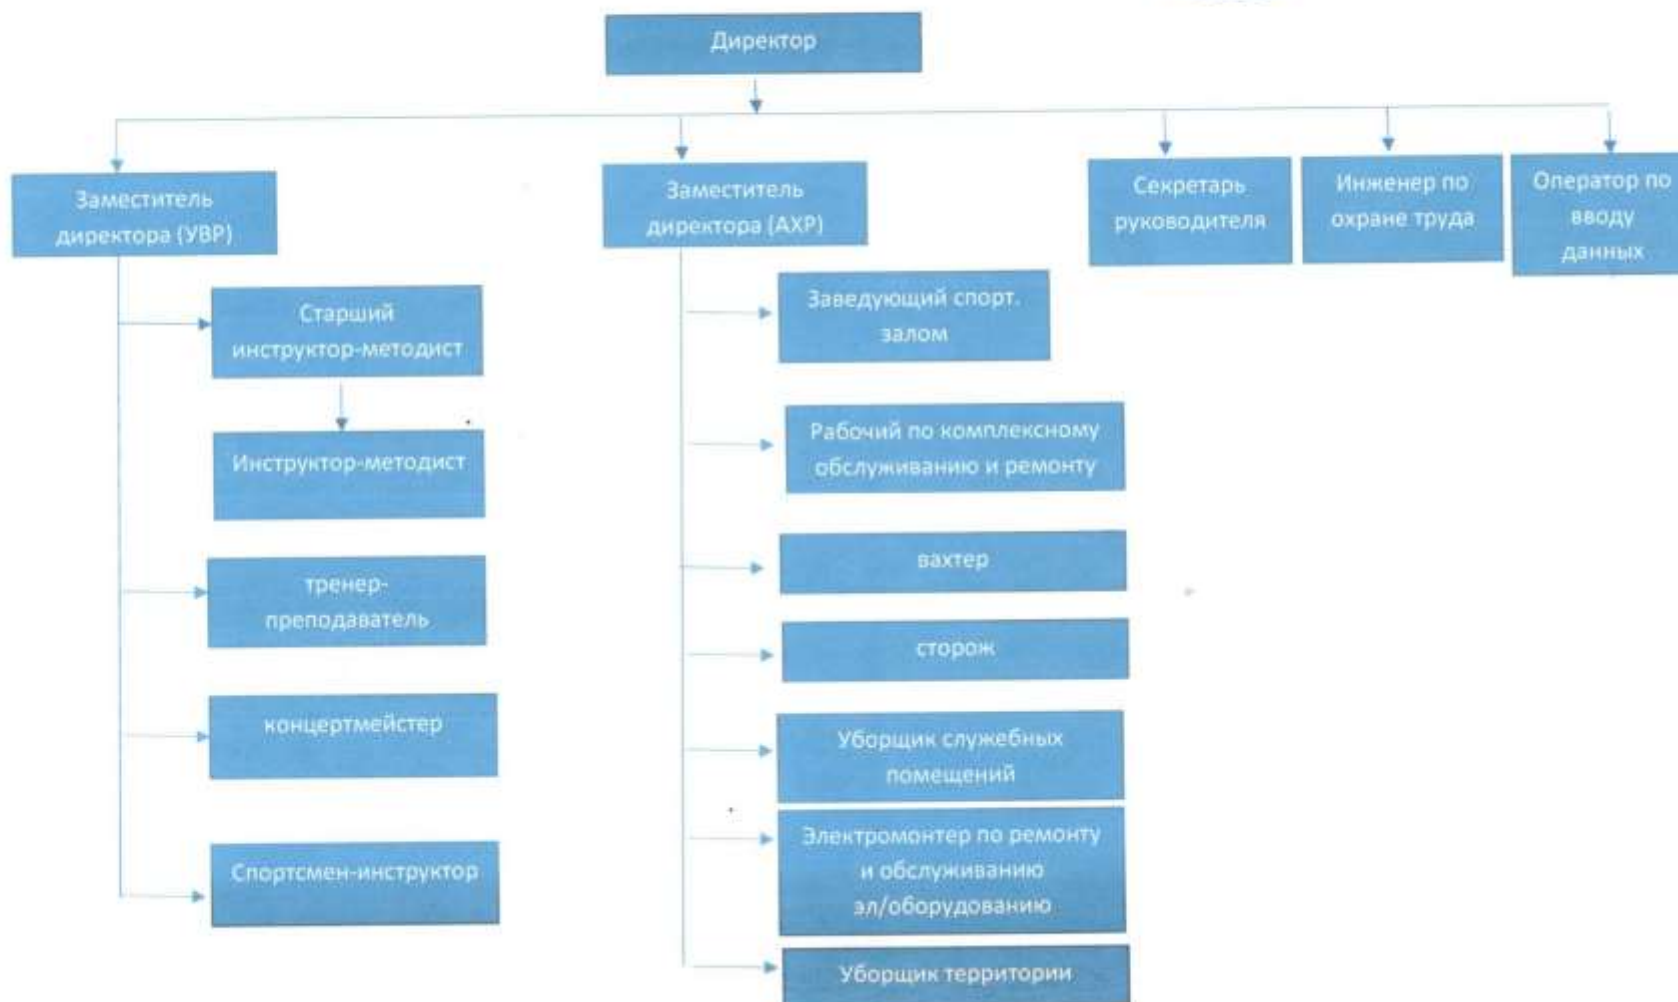 Директор
Заместитель
директора (УВР)
Заместитель
директора (АХР)
Секретарь
руководителя
Инженер по
охране труда
Оператор по
вводу
данных
Старший
инструктор-методист
Инструктор-методист
тренер-
преподаватель
концертмейстер
Спортсмен-инструктор
Заведующий спорт.
залом
Рабочий по комплексному
обслуживанию и ремонту
вахтер
сторож
Уборщик служебных
помещений
Электромонтер по ремонту
и обслуживанию
эл/оборудованию
Уборщик территории